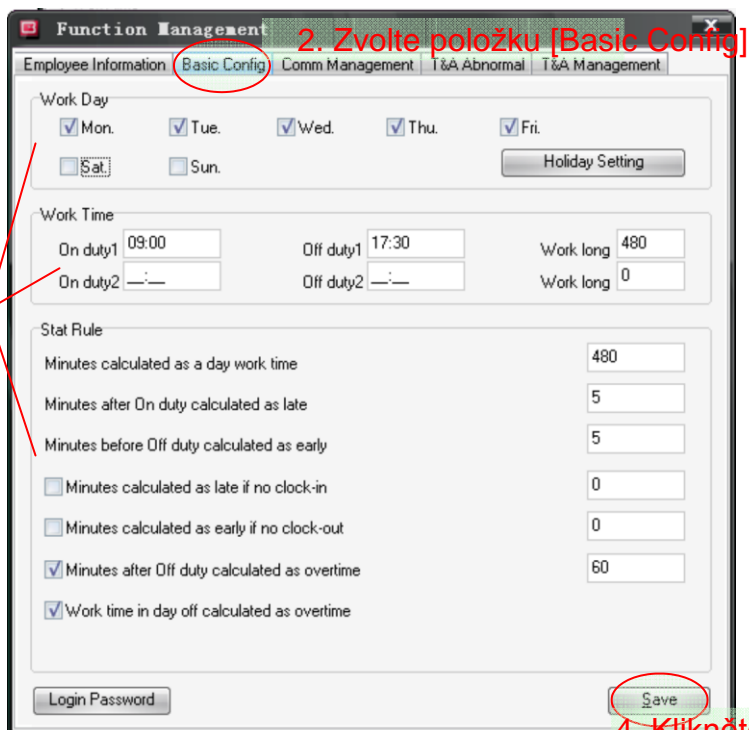 Function Management
2. Zvolte položku [Basic Config]
Employee Information Basic Config Comm Management T&A Abnormal T&A Management
Work Day
Mon. Tue. Wed. Thu. Fri.
Sat. Sun. Holiday Setting
Work Time
On duty1 09:00 Off duty1 17:30 Work long 480
On duty2 __:__ Off duty2 __:__ Work long 0
Stat Rule
Minutes calculated as a day work time 480
Minutes after On duty calculated as late 5
Minutes before Off duty calculated as early 5
Minutes calculated as late if no clock-in 0
Minutes calculated as early if no clock-out 0
Minutes after Off duty calculated as overtime 60
Work time in day off calculated as overtime
Login Password Save